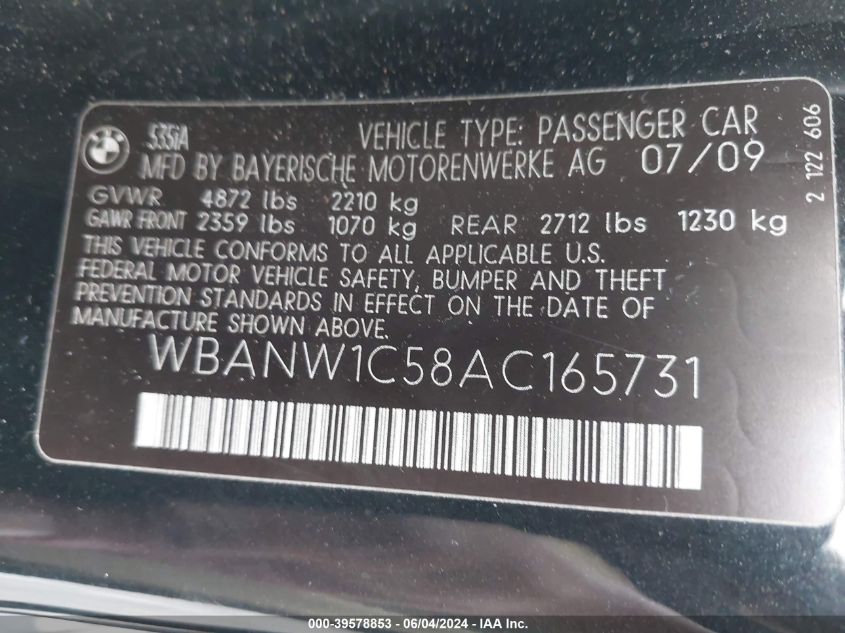 BMW
535iA
VEHICLE TYPE: PASSENGER CAR
MFD BY BAYERISCHE MOTORENWERKE AG 07/09
GVWR 4872 lbs 2210 kg
GAWR FRONT 2359 lbs 1070 kg REAR 2712 lbs 1230 kg
THIS VEHICLE CONFORMS TO ALL APPLICABLE U.S.
FEDERAL MOTOR VEHICLE SAFETY, BUMPER AND THEFT
PREVENTION STANDARDS IN EFFECT ON THE DATE OF
MANUFACTURE SHOWN ABOVE.
WBANW1C58AC165731
2 122 606
000-39578853 - 06/04/2024 - IAA Inc.